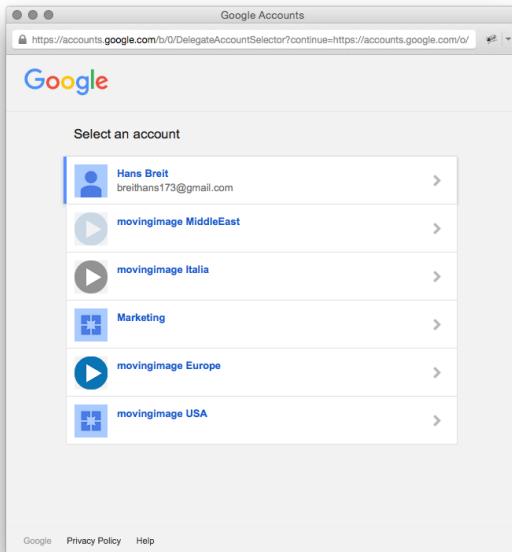 Google Accounts
https://accounts.google.com/b/0/DelegateAccountSelector?continue=https://accounts.google.com/o/
Google
Select an account
Hans Breit
breithans173@gmail.com
movingimage MiddleEast
movingimage Italia
Marketing
movingimage Europe
movingimage USA
Google Privacy Policy Help